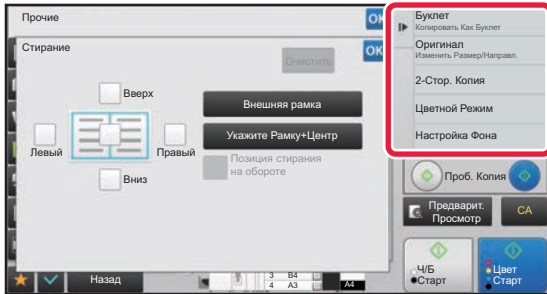 Прочие
OK
Стирание
OK
Очистить
Вверх
Левый
Правый
Вниз
Внешняя рамка
Укажите Рамку+Центр
Позиция стирания
на обороте
Назад
3 B4
4 A3
A4
Буклет
Копировать Как Буклет
Оригинал
Изменить Размер/Направл.
2-Стор. Копия
Цветной Режим
Настройка Фона
Проб. Копия
Предварит.
Просмотр
CA
Ч/Б
Старт
Цвет
Старт